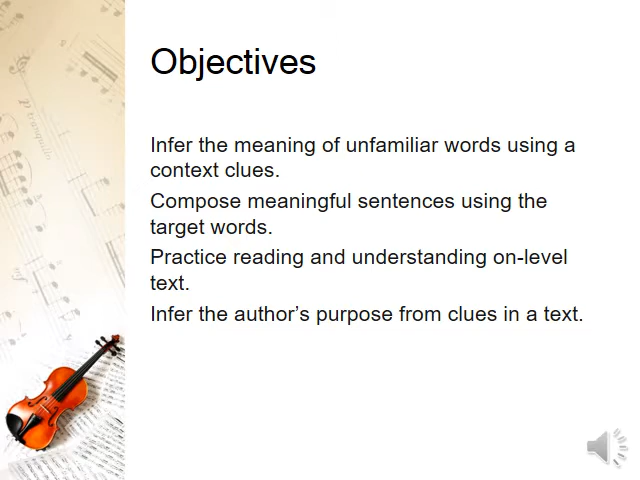 Objectives
Infer the meaning of unfamiliar words using a
context clues.
Compose meaningful sentences using the
target words.
Practice reading and understanding on-level
text.
Infer the author’s purpose from clues in a text.
p tranquillo